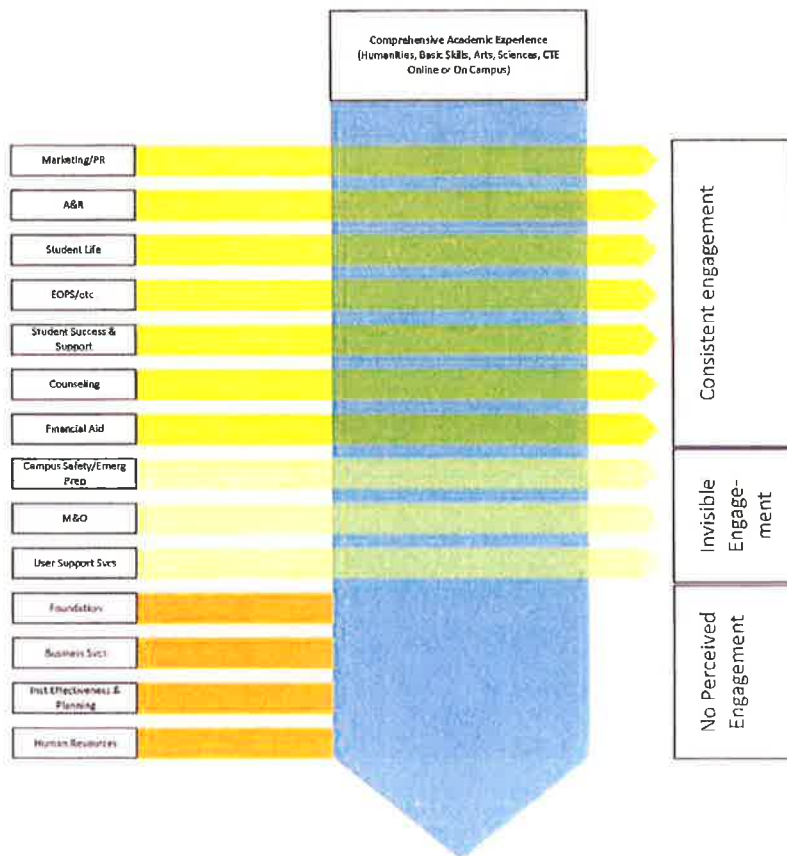 Comprehensive Academic Experience
(Humanities, Basic Skills, Arts, Sciences, CTE
Online or On Campus)
Marketing/PR
A&R
Student Life
EOPS/etc
Student Success &
Support
Counseling
Financial Aid
Campus Safety/Emerg
Prep
M&O
User Support Svcs
Foundation
Business Svcs
Inst Effectiveness &
Planning
Human Resources
Consistent engagement
Invisible
Engage-
ment
No Perceived
Engagement